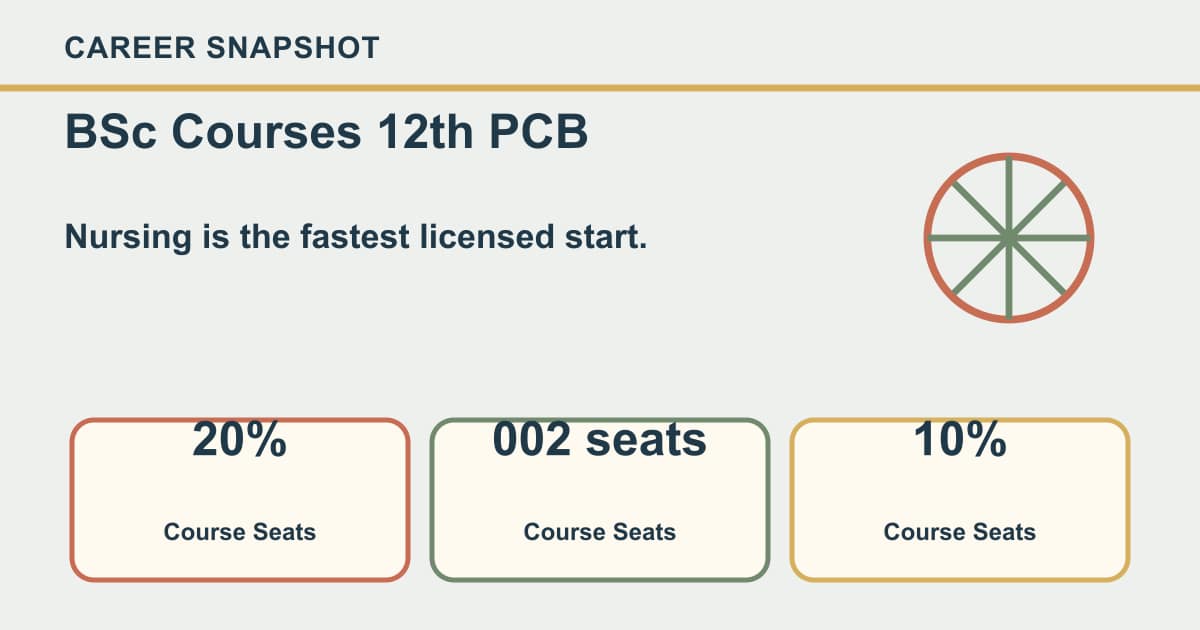 CAREER SNAPSHOT
BSc Courses 12th PCB
Nursing is the fastest licensed start.
20%
Course Seats
002 seats
Course Seats
10%
Course Seats